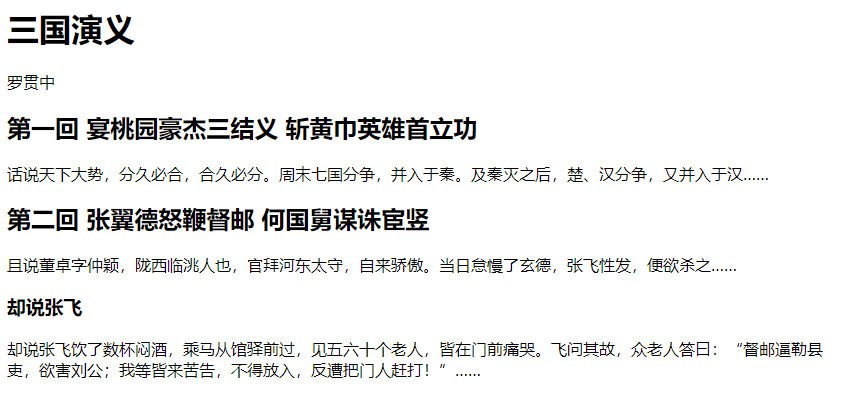 三国演义
罗贯中
第一回 宴桃园豪杰三结义 斩黄巾英雄首立功
话说天下大势，分久必合，合久必分。周末七国分争，并入于秦。及秦灭之后，楚、汉分争，又并入于汉……
第二回 张翼德怒鞭督邮 何国舅谋诛宦竖
且说董卓字仲颖，陇西临洮人也，官拜河东太守，自来骄傲。当日怠慢了玄德，张飞性发，便欲杀之……
却说张飞
却说张飞饮了数杯闷酒，乘马从馆驿前过，见五六十个老人，皆在门前痛哭。飞问其故，众老人答曰：“督邮逼勒县
吏，欲害刘公；我等皆来苦告，不得放入，反遭把门人赶打！”……